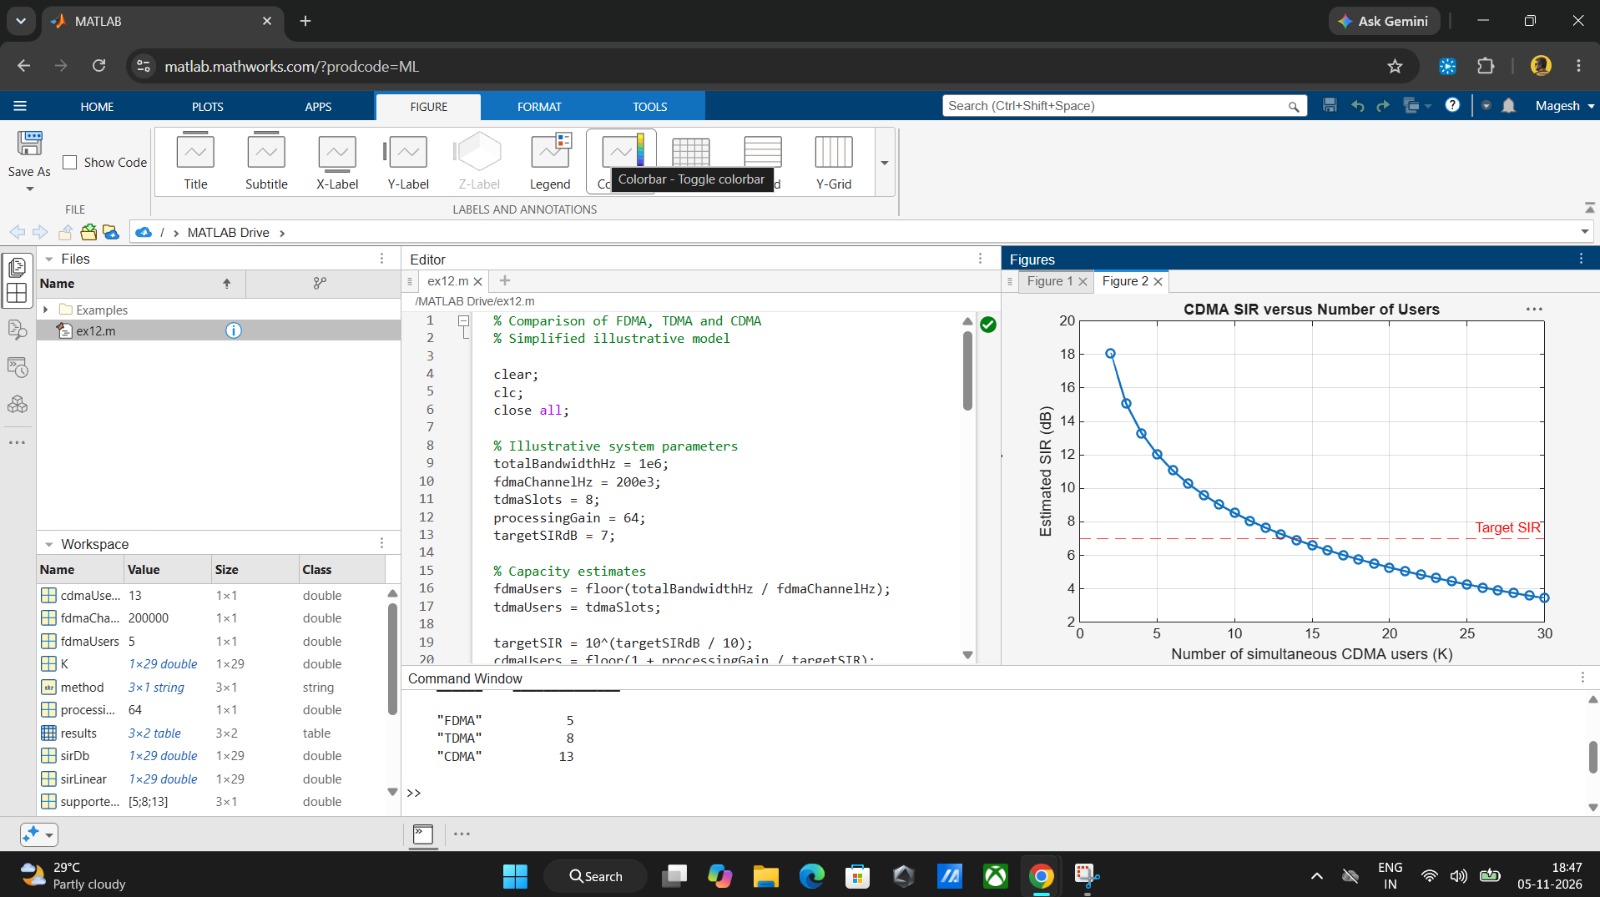 MATLAB
Ask Gemini
matlab.mathworks.com/?prodcode=ML
HOME PLOTS APPS FIGURE FORMAT TOOLS
Search (Ctrl+Shift+Space)
Magesh
Save As
Show Code
Title Subtitle X-Label Y-Label Z-Label Legend Y-Grid
Colorbar - Toggle colorbar
FILE LABELS AND ANNOTATIONS
/ › MATLAB Drive ›
Files
Name
Examples
ex12.m
Workspace
Name Value Size Class
cdmaUse... 13 1×1 double
fdmaCha... 200000 1×1 double
fdmaUsers 5 1×1 double
K 1×29 double 1×29 double
method 3×1 string 3×1 string
processi... 64 1×1 double
results 3×2 table 3×2 table
sirDb 1×29 double 1×29 double
sirLinear 1×29 double 1×29 double
supporte... [5;8;13] 3×1 double
Editor
ex12.m
/MATLAB Drive/ex12.m
1 % Comparison of FDMA, TDMA and CDMA
2 % Simplified illustrative model
3
4 clear;
5 clc;
6 close all;
7
8 % Illustrative system parameters
9 totalBandwidthHz = 1e6;
10 fdmaChannelHz = 200e3;
11 tdmaSlots = 8;
12 processingGain = 64;
13 targetSIRdB = 7;
14
15 % Capacity estimates
16 fdmaUsers = floor(totalBandwidthHz / fdmaChannelHz);
17 tdmaUsers = tdmaSlots;
18
19 targetSIR = 10^(targetSIRdB / 10);
20 cdmaUsers = floor(1 + processingGain / targetSIR);
Figures
Figure 1 Figure 2
CDMA SIR versus Number of Users
20
18
16
14
12
10
8
6
4
2
Estimated SIR (dB)
Target SIR
0 5 10 15 20 25 30
Number of simultaneous CDMA users (K)
Command Window
"FDMA" 5
"TDMA" 8
"CDMA" 13
>>
29°C
Partly cloudy
Search
ENG
IN
18:47
05-11-2026